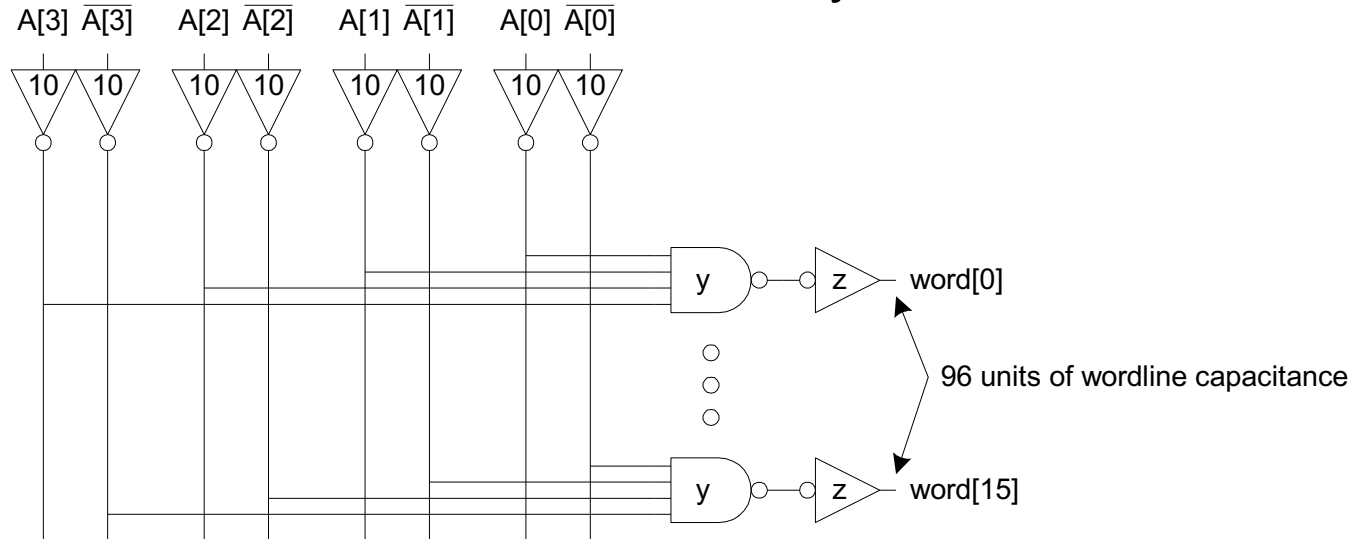 A[3] A̅[̅3̅]̅ A[2] A̅[̅2̅]̅ A[1] A̅[̅1̅]̅ A[0] A̅[̅0̅]̅
10 10 10 10 10 10 10 10
y z word[0]
96 units of wordline capacitance
y z word[15]